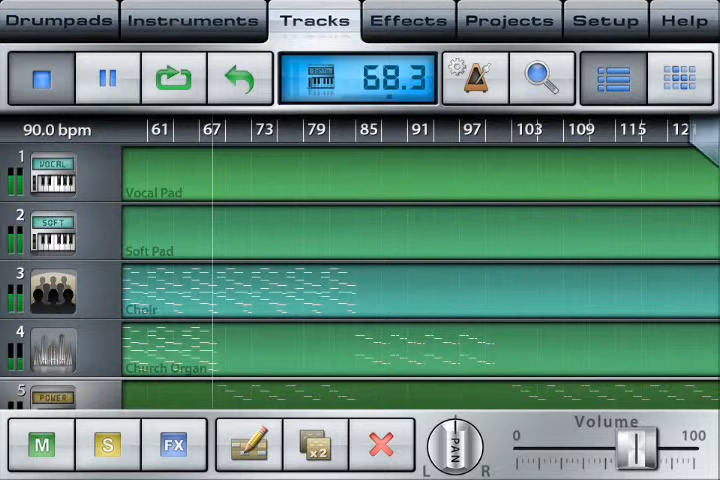 Drumpads Instruments Tracks Effects Projects Setup Help
68.3
90.0 bpm 61 67 73 79 85 91 97 103 109 115
1 VOCAL
Vocal Pad
2 SOFT
Soft Pad
3
Choir
4
Church Organ
5 POWER
M S FX x2 PAN L R Volume 0 100